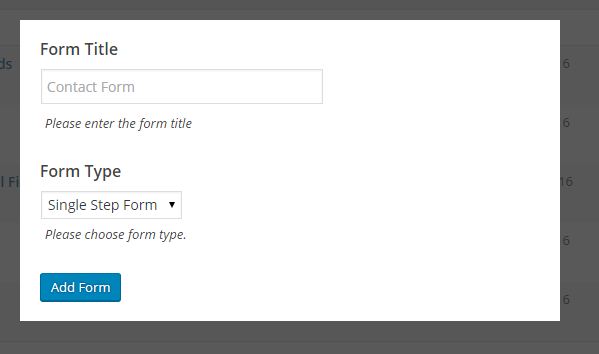 Form Title
Contact Form
Please enter the form title
Form Type
Single Step Form
Please choose form type.
Add Form
ds
6
6
l Fi
16
6
6